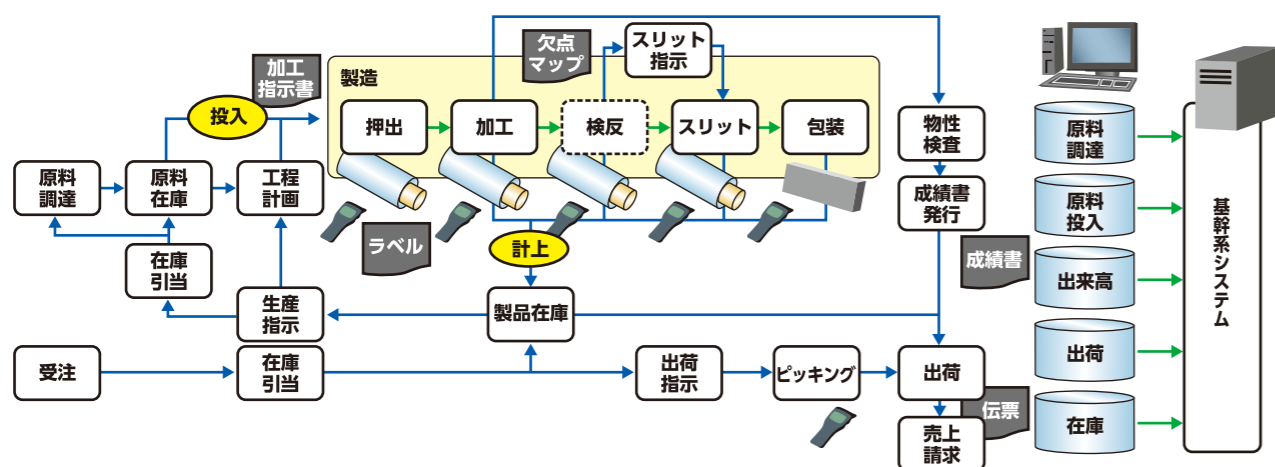 加工
指示書
投入
製造
欠点
マップ
スリット
指示
押出
加工
検反
スリット
包装
原料
調達
原料
在庫
工程
計画
ラベル
計上
在庫
引当
生産
指示
製品在庫
受注
在庫
引当
出荷
指示
ピッキング
出荷
伝票
売上
請求
物性
検査
成績書
発行
成績書
原料
調達
原料
投入
出来高
出荷
在庫
基幹系システム